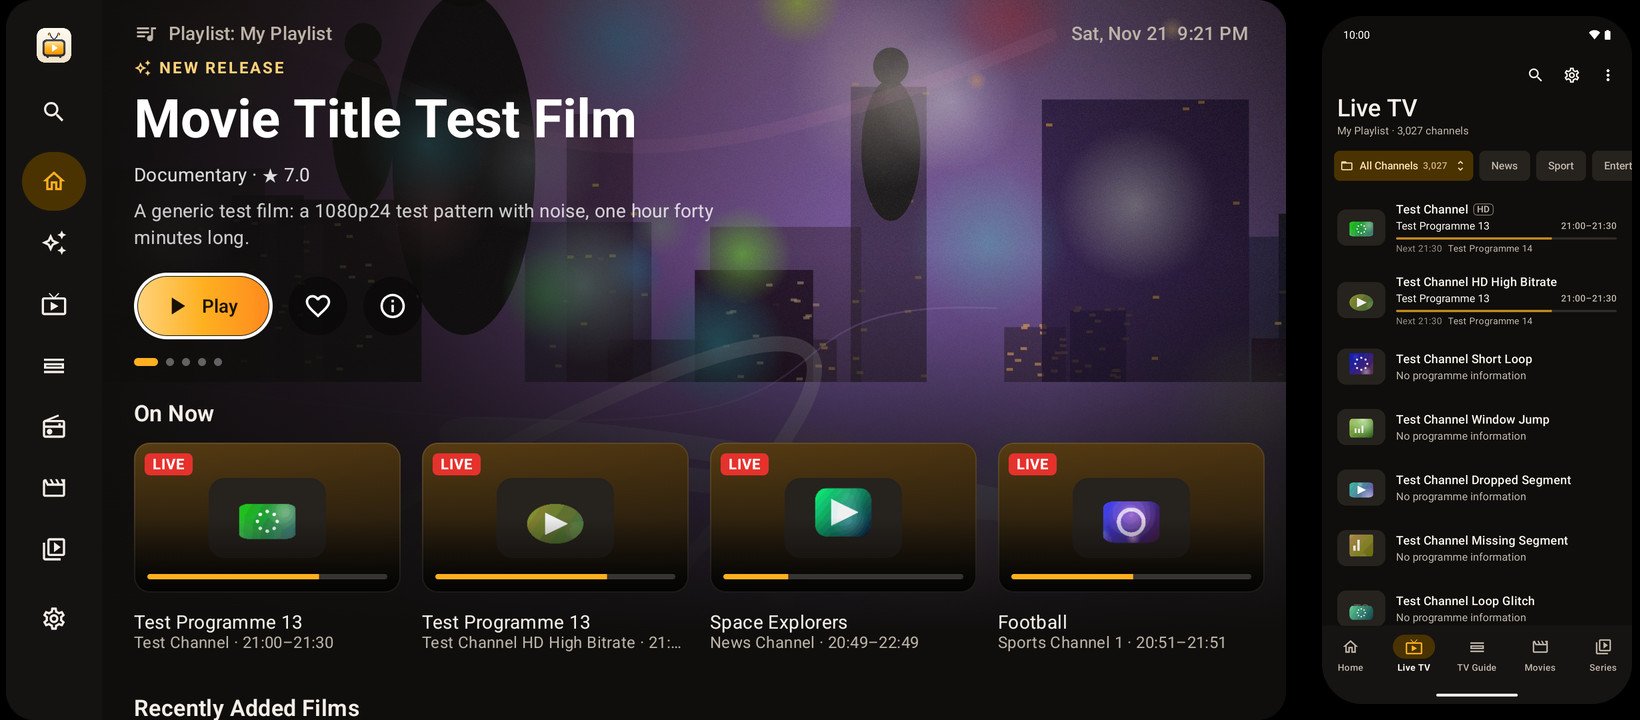 Playlist: My Playlist
Sat, Nov 21 9:21 PM
NEW RELEASE
Movie Title Test Film
Documentary · ★ 7.0
A generic test film: a 1080p24 test pattern with noise, one hour forty
minutes long.
Play
On Now
LIVE
LIVE
LIVE
LIVE
Test Programme 13
Test Channel · 21:00–21:30
Test Programme 13
Test Channel HD High Bitrate · 21:...
Space Explorers
News Channel · 20:49–22:49
Football
Sports Channel 1 · 20:51–21:51
Recently Added Films
10:00
Live TV
My Playlist · 3,027 channels
All Channels 3,027
News
Sport
Entert
Test Channel HD
Test Programme 13 21:00–21:30
Next 21:30 Test Programme 14
Test Channel HD High Bitrate
Test Programme 13 21:00–21:30
Next 21:30 Test Programme 14
Test Channel Short Loop
No programme information
Test Channel Window Jump
No programme information
Test Channel Dropped Segment
No programme information
Test Channel Missing Segment
No programme information
Test Channel Loop Glitch
No programme information
Home
Live TV
TV Guide
Movies
Series